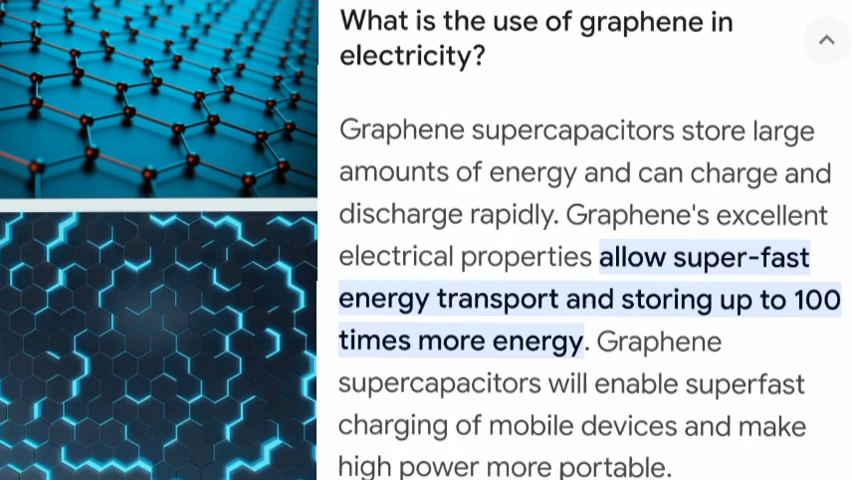 What is the use of graphene in
electricity?
Graphene supercapacitors store large
amounts of energy and can charge and
discharge rapidly. Graphene's excellent
electrical properties allow super-fast
energy transport and storing up to 100
times more energy. Graphene
supercapacitors will enable superfast
charging of mobile devices and make
high power more portable.